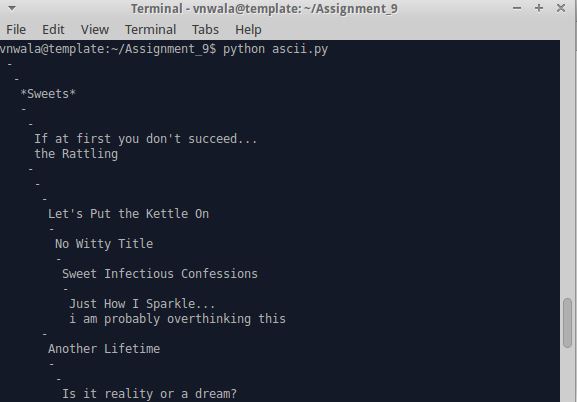 Terminal - vnwala@template: ~/Assignment_9
File Edit View Terminal Tabs Help
vnwala@template:~/Assignment_9$ python ascii.py
-
-
*Sweets*
-
-
If at first you don't succeed...
the Rattling
-
-
-
Let's Put the Kettle On
-
No Witty Title
-
Sweet Infectious Confessions
-
Just How I Sparkle...
i am probably overthinking this
-
Another Lifetime
-
-
Is it reality or a dream?